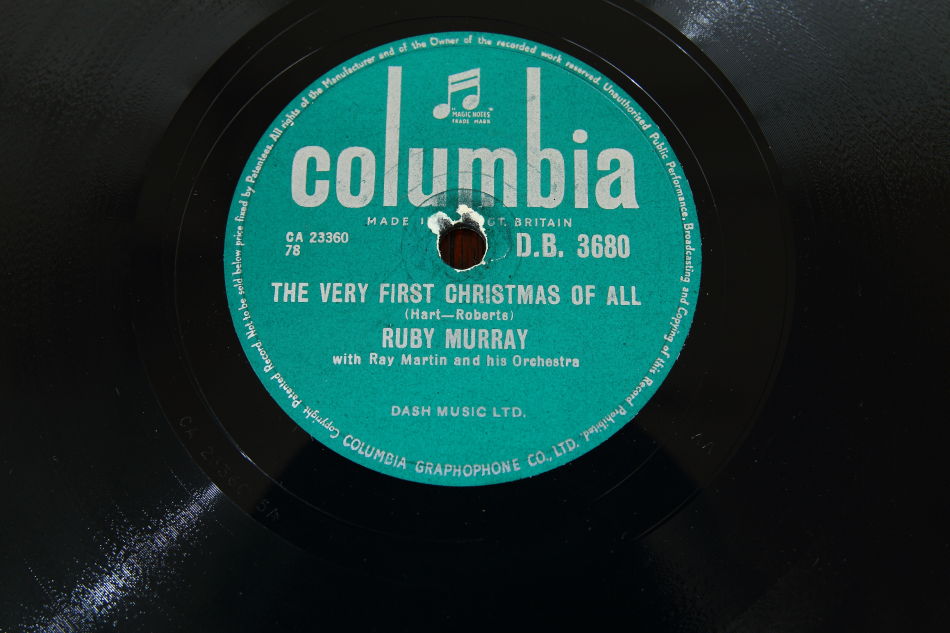 All rights of the Manufacturer and of the Owner of the recorded work reserved. Unauthorised Public Performance, Broadcasting and Copying of this Record Prohibited.
"MAGIC NOTES"
TRADE MARK
columbia
MADE I GT. BRITAIN
CA 23360
78
D.B. 3680
THE VERY FIRST CHRISTMAS OF ALL
(Hart—Roberts)
RUBY MURRAY
with Ray Martin and his Orchestra
DASH MUSIC LTD.
COLUMBIA GRAPHOPHONE CO., LTD.
Copyright Patented Record Not to be sold below price fixed by Patentees.